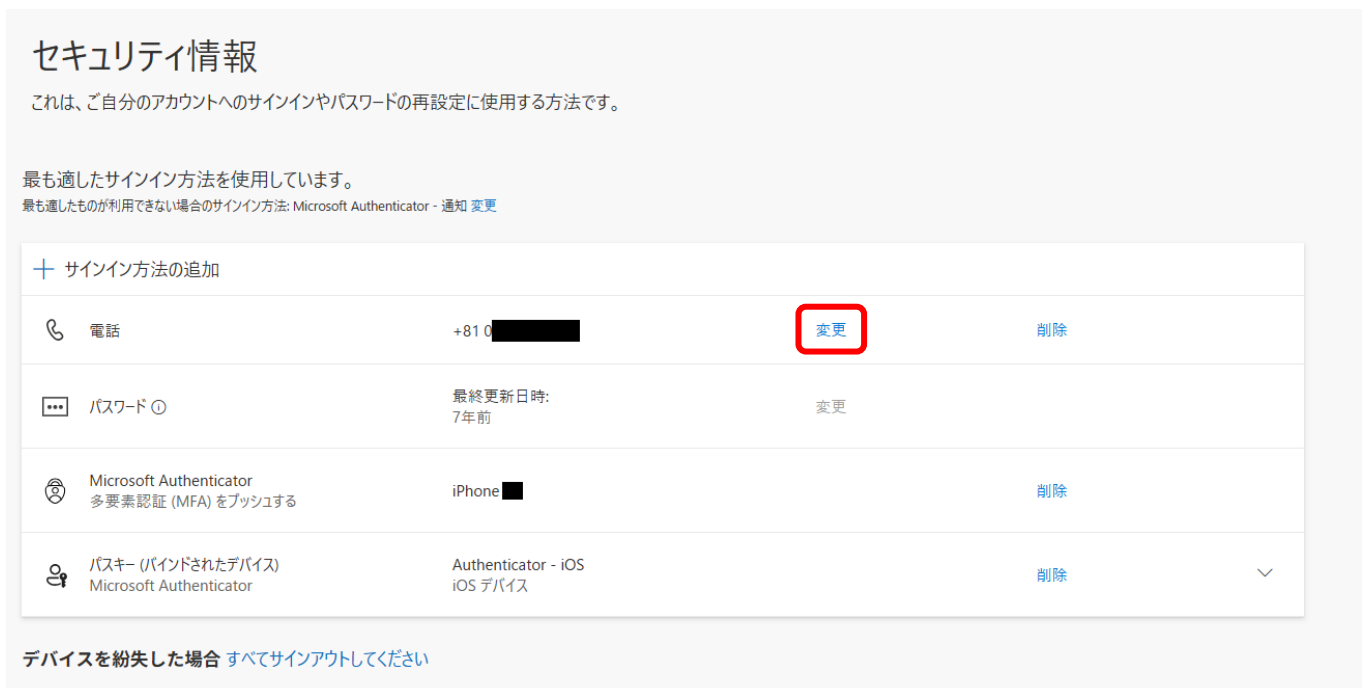 セキュリティ情報
これは、ご自分のアカウントへのサインインやパスワードの再設定に使用する方法です。
最も適したサインイン方法を使用しています。
最も適したものが利用できない場合のサインイン方法: Microsoft Authenticator - 通知 変更
サインイン方法の追加
電話 +81 0 変更 削除
パスワード 最終更新日時: 変更
7年前
Microsoft Authenticator iPhone 削除
多要素認証 (MFA) をプッシュする
パスキー (バインドされたデバイス) Authenticator - iOS 削除
Microsoft Authenticator iOS デバイス
デバイスを紛失した場合 すべてサインアウトしてください